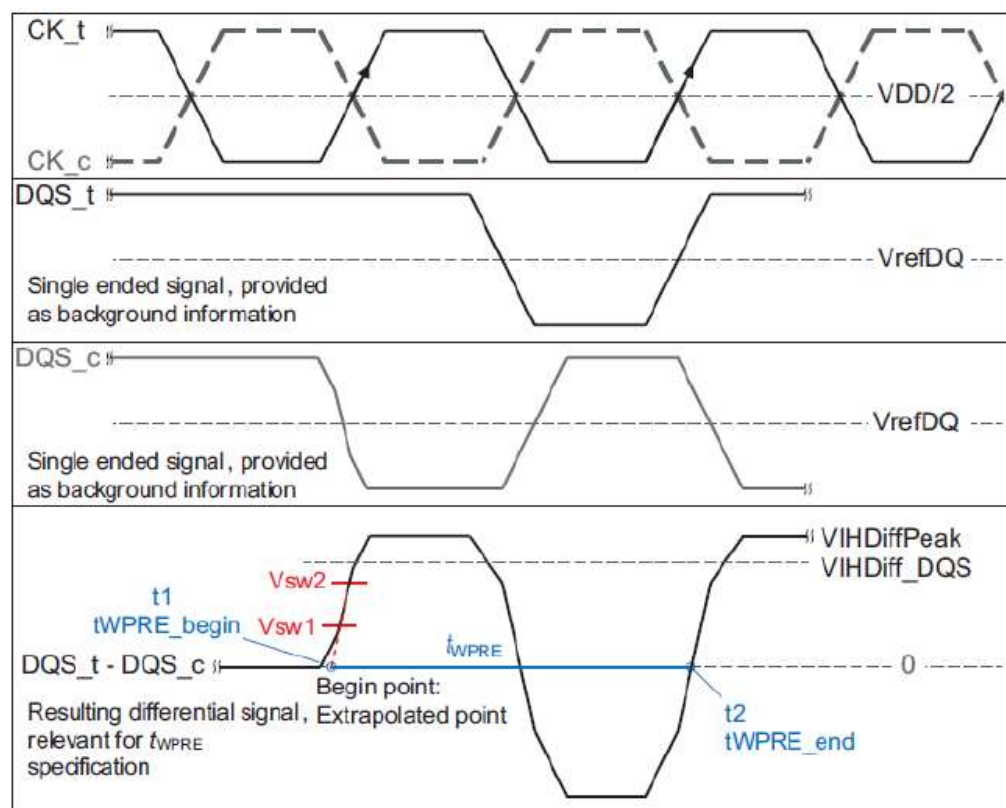 CK_t
VDD/2
CK_c
DQS_t
VrefDQ
Single ended signal, provided
as background information
DQS_c
VrefDQ
Single ended signal, provided
as background information
VIHDiffPeak
VIHDiff_DQS
Vsw2
t1
tWPRE_begin
Vsw1
tWPRE
DQS_t - DQS_c
0
Begin point:
Extrapolated point
Resulting differential signal,
relevant for tWPRE
specification
t2
tWPRE_end